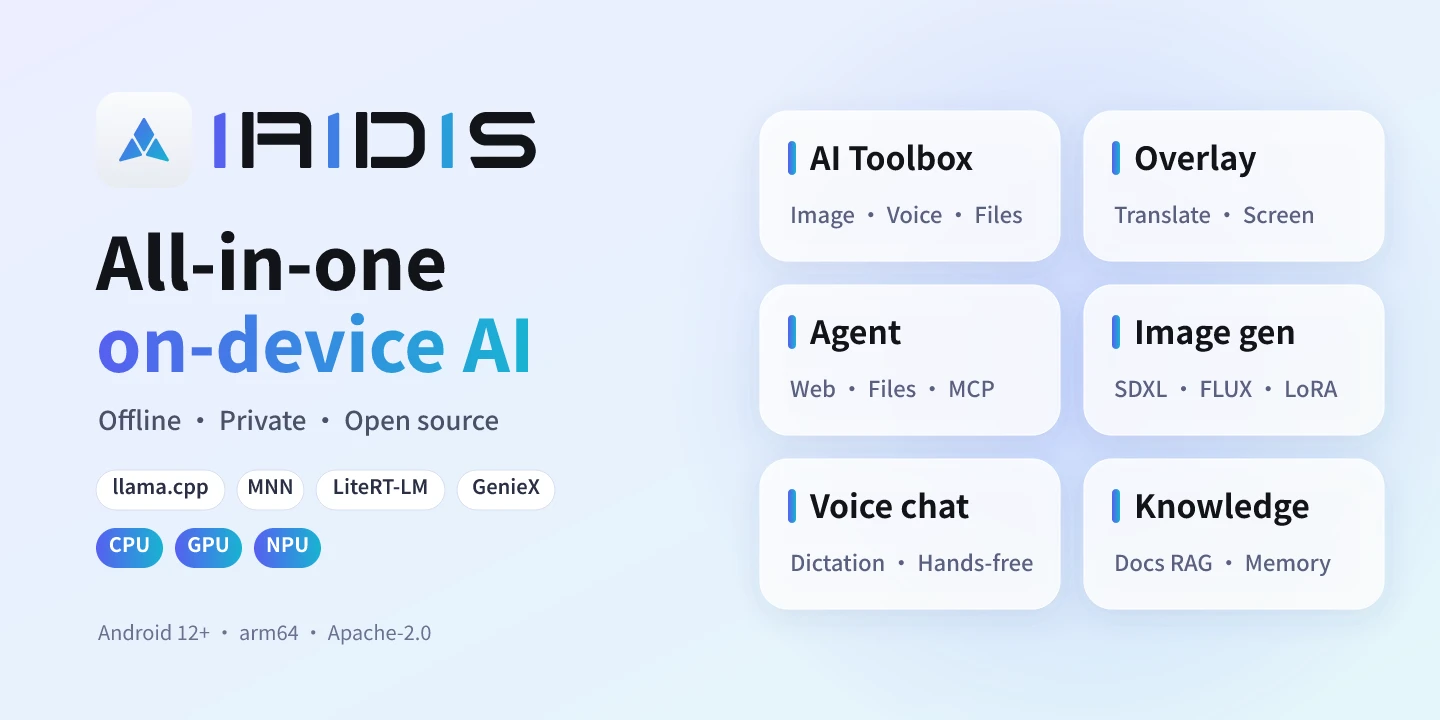 IRIDIS
All-in-one
on-device AI
Offline • Private • Open source
llama.cpp MNN LiteRT-LM GenieX
CPU GPU NPU
Android 12+ • arm64 • Apache-2.0
AI Toolbox
Image • Voice • Files
Overlay
Translate • Screen
Agent
Web • Files • MCP
Image gen
SDXL • FLUX • LoRA
Voice chat
Dictation • Hands-free
Knowledge
Docs RAG • Memory